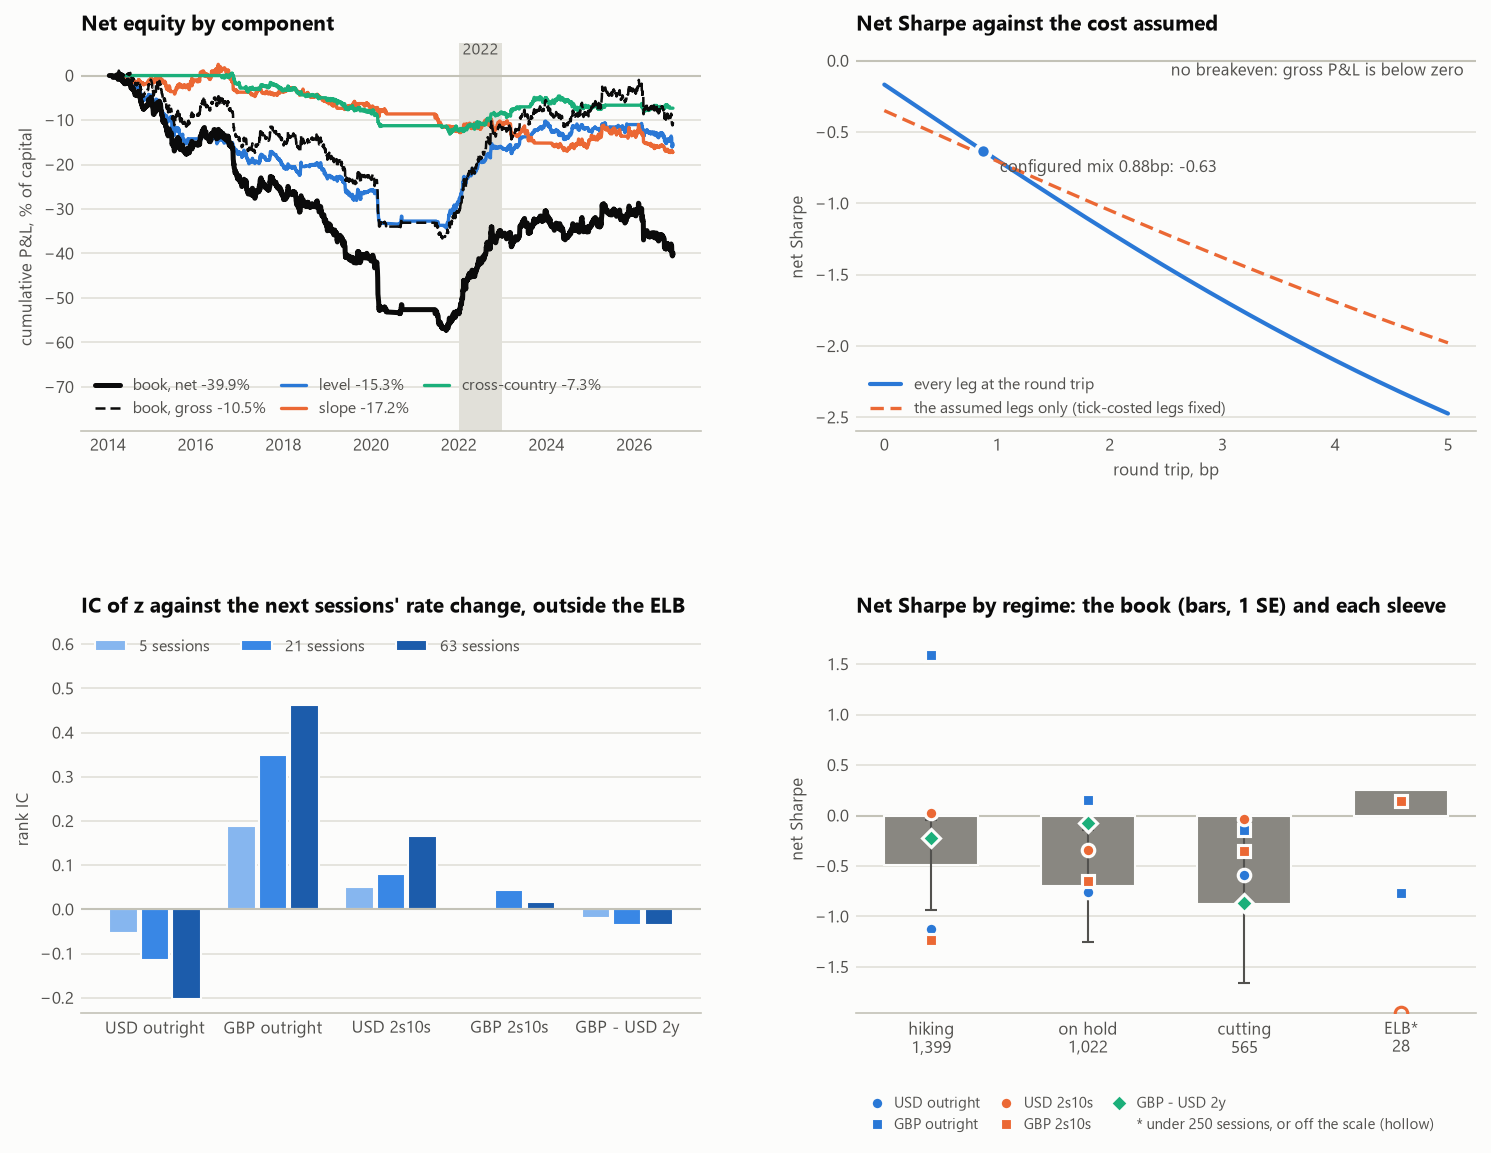 Net equity by component
2022
0
−10
−20
−30
−40
−50
−60
−70
cumulative P&L, % of capital
book, net -39.9%
level -15.3%
cross-country -7.3%
book, gross -10.5%
slope -17.2%
2014 2016 2018 2020 2022 2024 2026
Net Sharpe against the cost assumed
no breakeven: gross P&L is below zero
configured mix 0.88bp: -0.63
0.0
−0.5
−1.0
−1.5
−2.0
−2.5
net Sharpe
every leg at the round trip
the assumed legs only (tick-costed legs fixed)
0 1 2 3 4 5
round trip, bp
IC of z against the next sessions' rate change, outside the ELB
5 sessions
21 sessions
63 sessions
0.6
0.5
0.4
0.3
0.2
0.1
0.0
−0.1
−0.2
rank IC
USD outright GBP outright USD 2s10s GBP 2s10s GBP - USD 2y
Net Sharpe by regime: the book (bars, 1 SE) and each sleeve
1.5
1.0
0.5
0.0
−0.5
−1.0
−1.5
net Sharpe
hiking on hold cutting ELB*
1,399 1,022 565 28
USD outright USD 2s10s GBP - USD 2y
GBP outright GBP 2s10s * under 250 sessions, or off the scale (hollow)